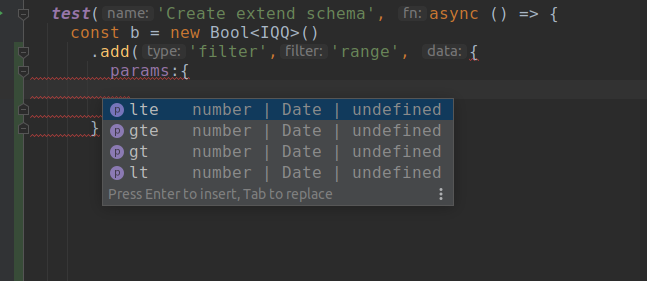 test( name: 'Create extend schema', fn: async () => {
const b = new Bool<IQQ>()
.add( type: 'filter', filter: 'range', data: {
params:{
lte number | Date | undefined
gte number | Date | undefined
gt number | Date | undefined
lt number | Date | undefined
}
Press Enter to insert, Tab to replace